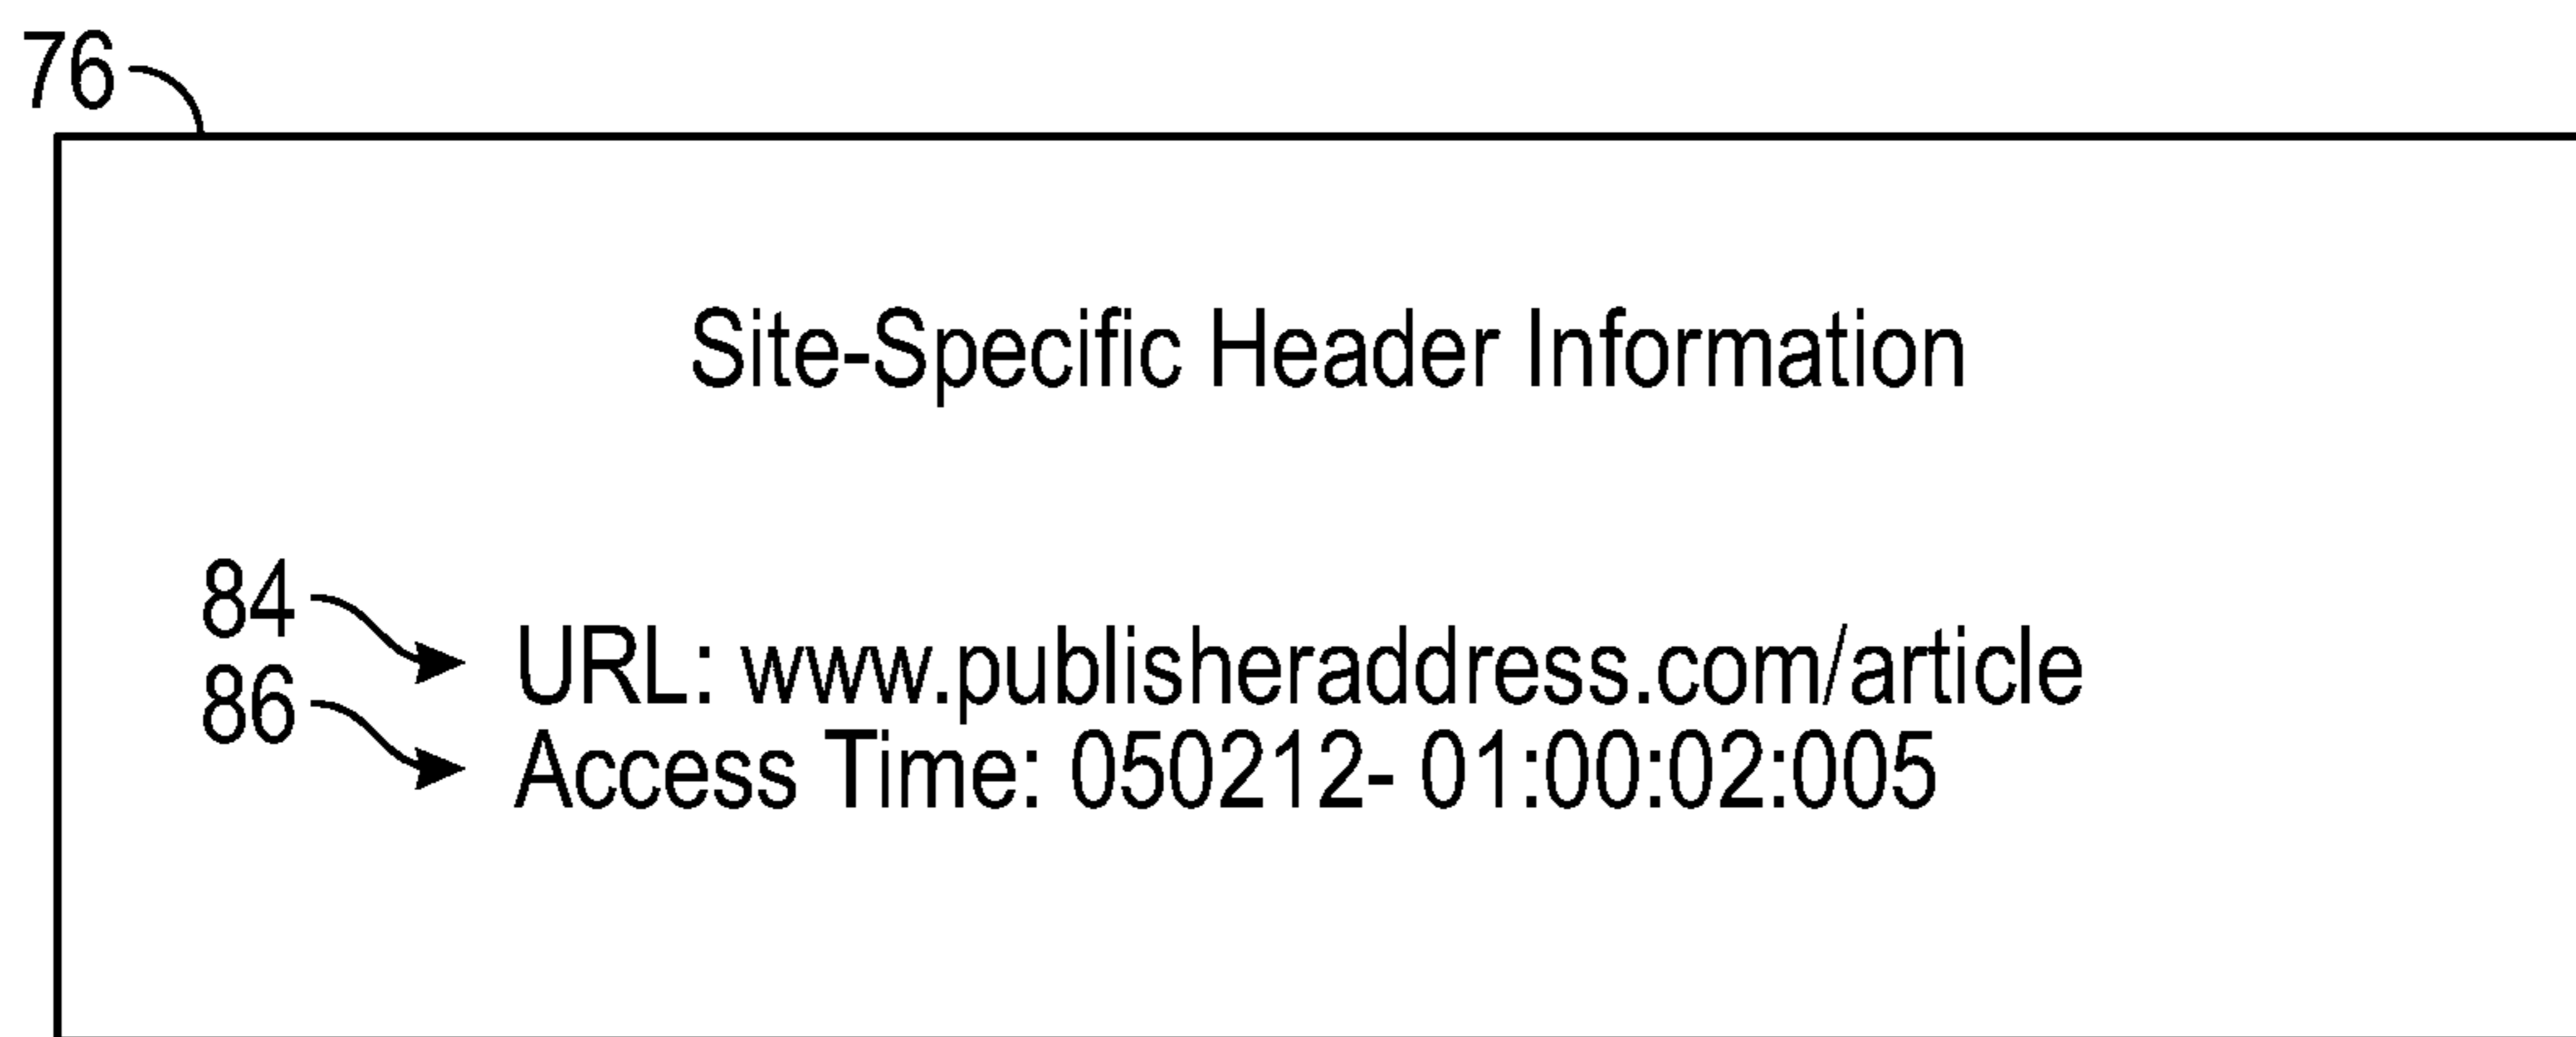 76
Site-Specific Header Information
84
URL: www.publisheraddress.com/article
86
Access Time: 050212- 01:00:02:005